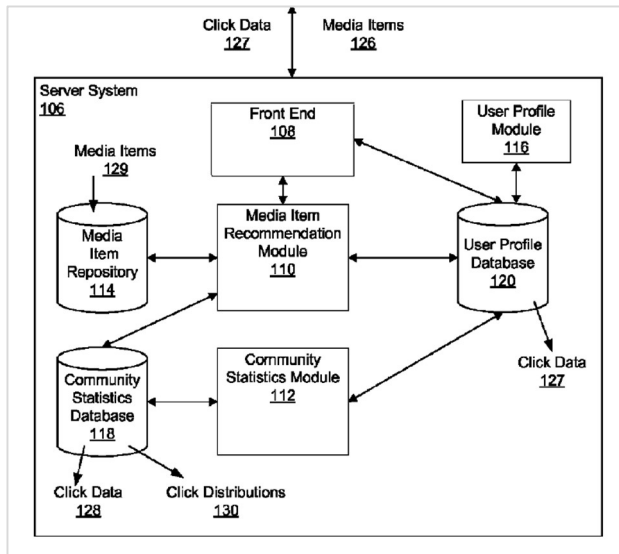 Click Data
127
Media Items
126
Server System
106
Front End
108
User Profile
Module
116
Media Items
129
Media
Item
Repository
114
Media Item
Recommendation
Module
110
User Profile
Database
120
Click Data
127
Community
Statistics
Database
118
Community
Statistics Module
112
Click Data
128
Click Distributions
130